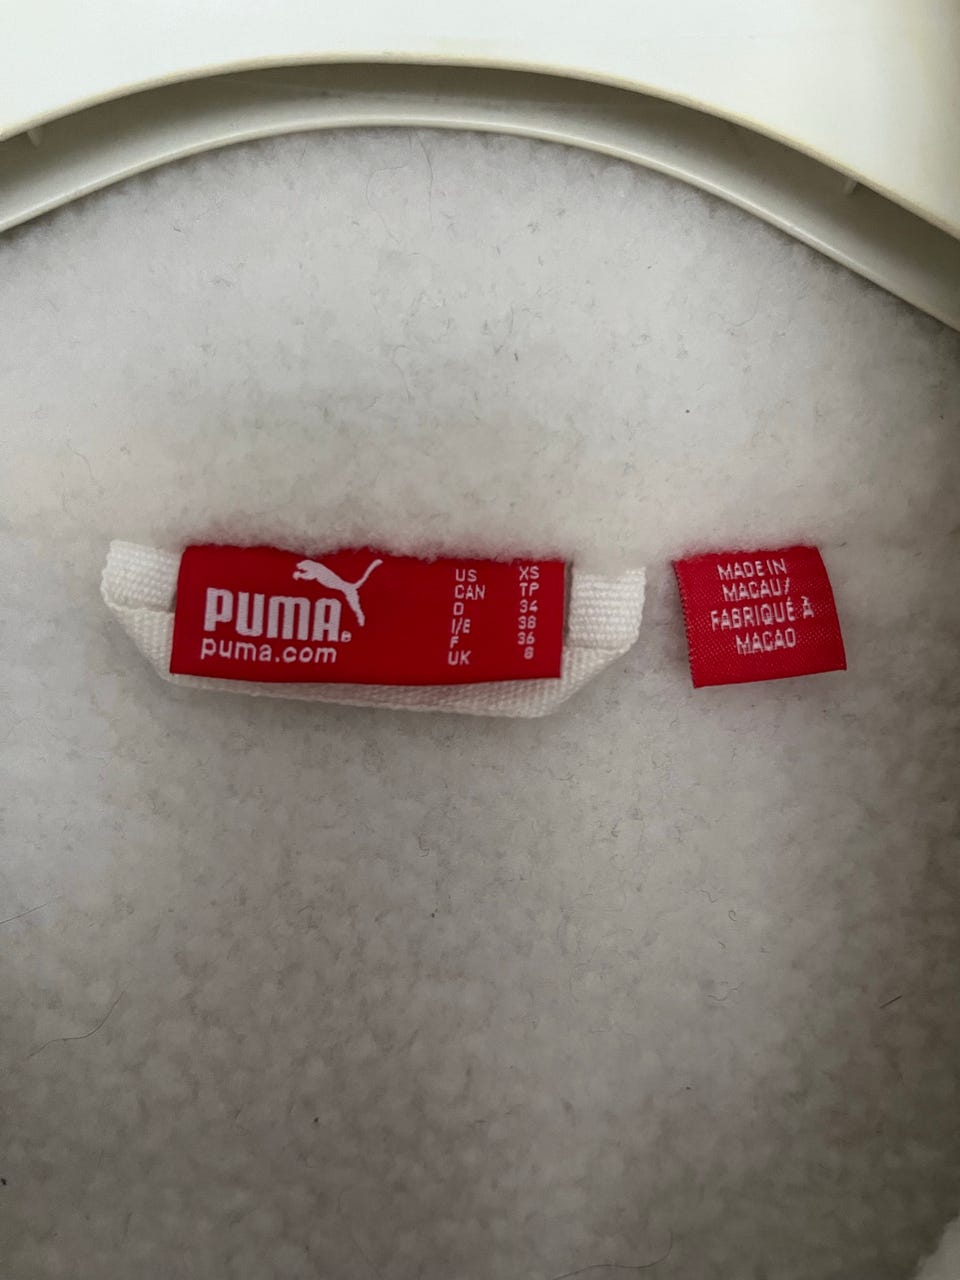 PUMA®
puma.com
US XS
CAN TP
D 34
I/E 38
F 36
UK 8
MADE IN
MACAU/
FABRIQUÉ À
MACAO